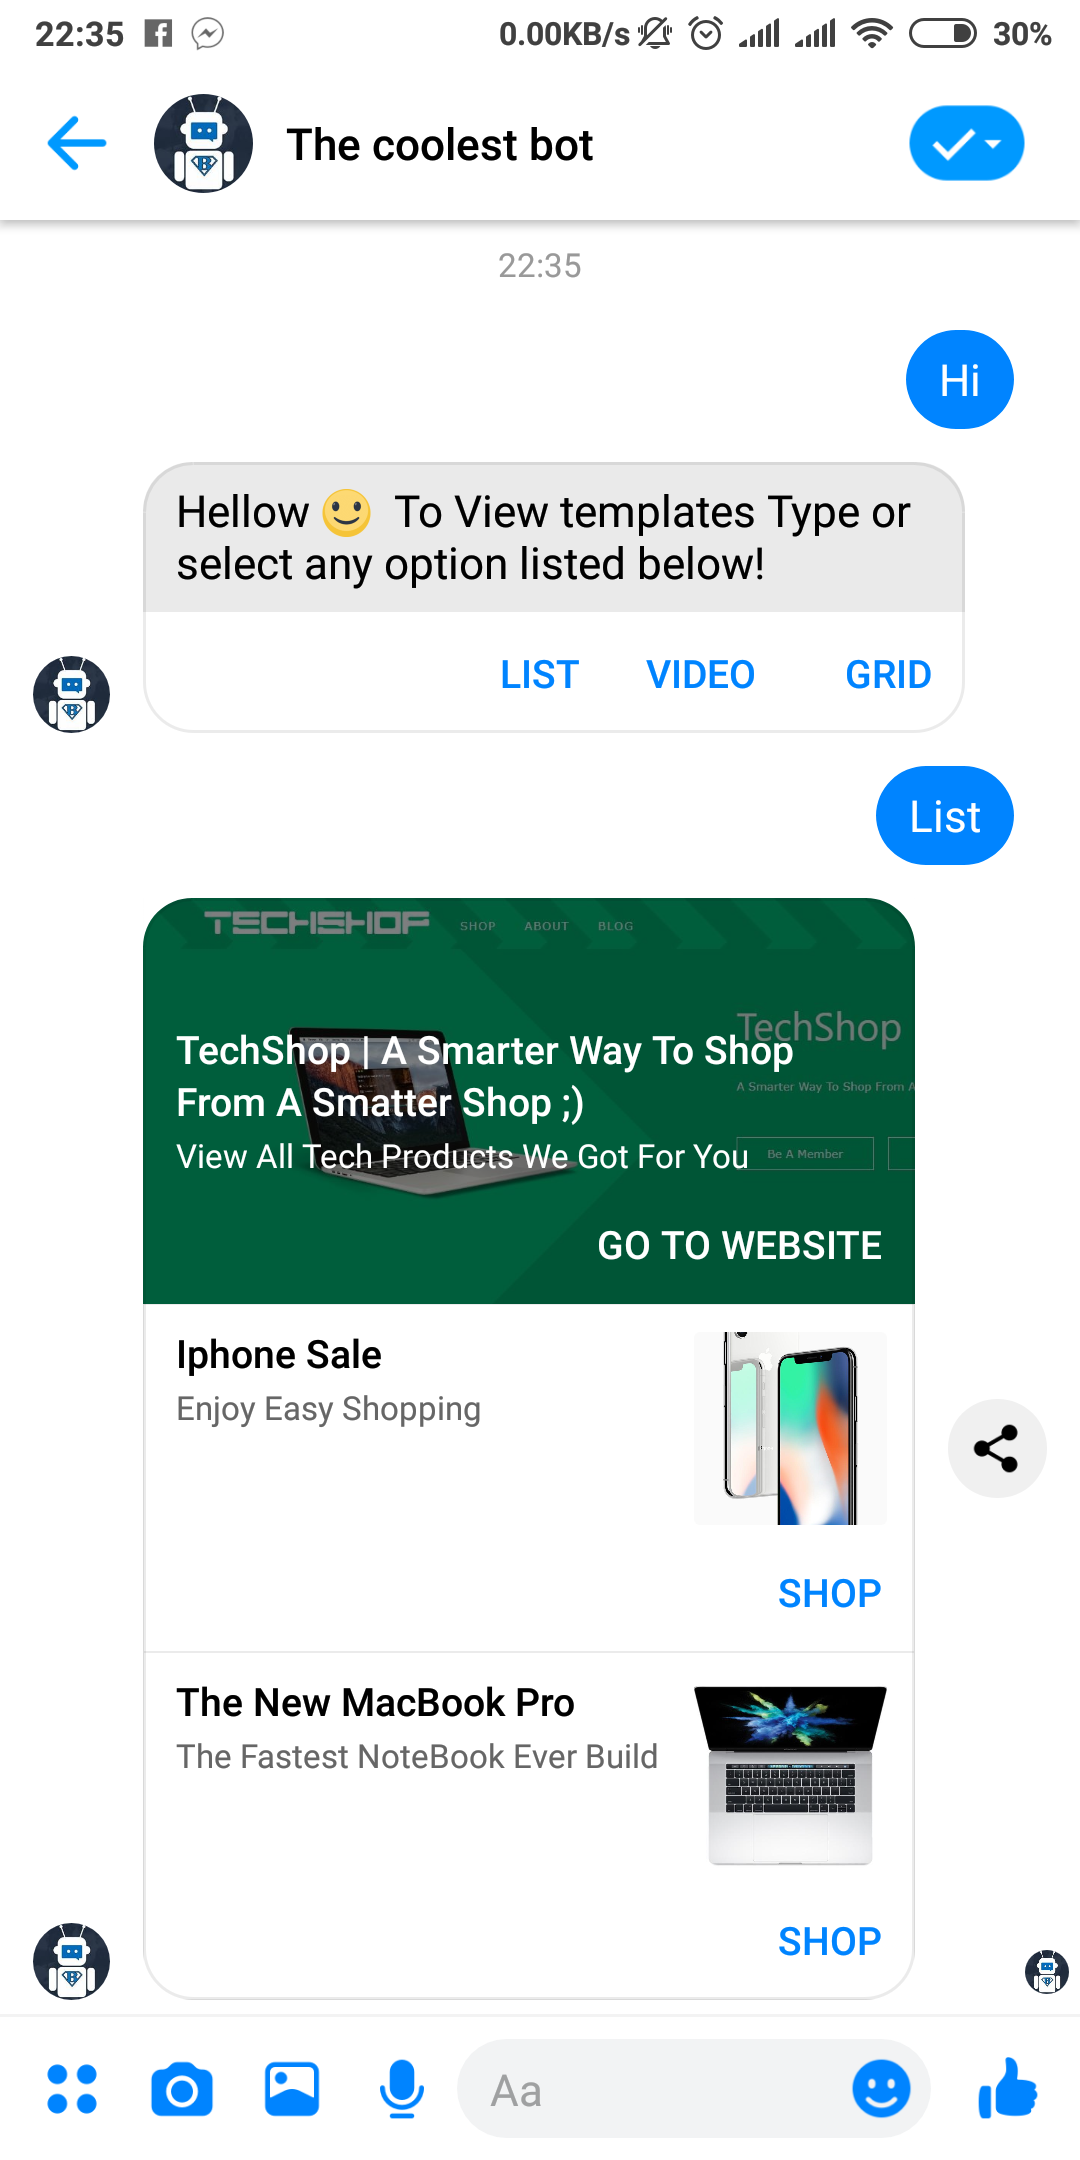 22:35
0.00KB/s
30%
The coolest bot
22:35
Hi
Hellow 🙂 To View templates Type or
select any option listed below!
LIST VIDEO GRID
List
TECHSHOP SHOP ABOUT BLOG
TechShop
TechShop | A Smarter Way To Shop
A Smarter Way To Shop From A
From A Smatter Shop ;)
View All Tech Products We Got For You
Be A Member
GO TO WEBSITE
Iphone Sale
Enjoy Easy Shopping
SHOP
The New MacBook Pro
The Fastest NoteBook Ever Build
SHOP
Aa